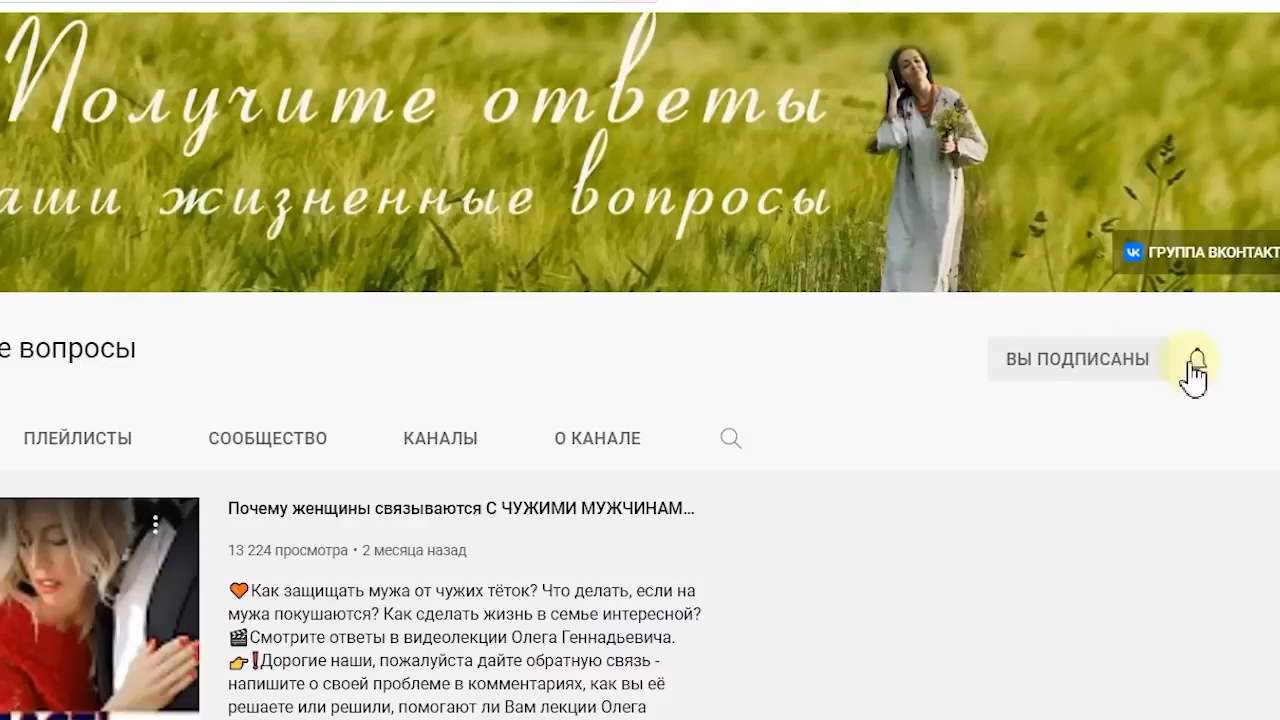 Получите ответы
аши жизненные вопросы
ГРУППА ВКОНТАКТ
е вопросы
ВЫ ПОДПИСАНЫ
ПЛЕЙЛИСТЫ СООБЩЕСТВО КАНАЛЫ О КАНАЛЕ
Почему женщины связываются С ЧУЖИМИ МУЖЧИНАМ...
13 224 просмотра • 2 месяца назад
🧡Как защищать мужа от чужих тёток? Что делать, если на
мужа покушаются? Как сделать жизнь в семье интересной?
🎬Смотрите ответы в видеолекции Олега Геннадьевича.
👉❗Дорогие наши, пожалуйста дайте обратную связь -
напишите о своей проблеме в комментариях, как вы её
решаете или решили, помогают ли Вам лекции Олега